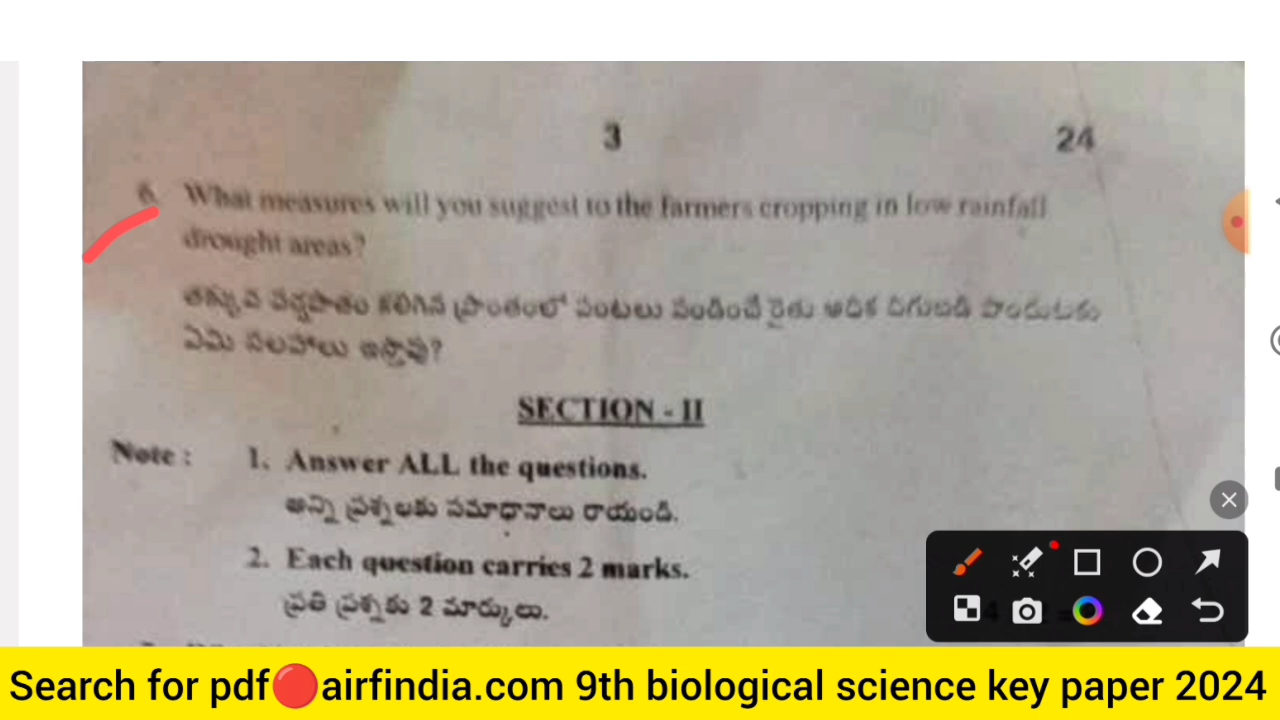 3
24
6. What measures will you suggest to the farmers cropping in low rainfall
drought areas?
తక్కువ వర్షపాతం కలిగిన ప్రాంతంలో పంటలు పండించే రైతు అధిక దిగుబడి పొందుటకు
ఏమి సలహాలు ఇస్తావు?
SECTION - II
Note : 1. Answer ALL the questions.
అన్ని ప్రశ్నలకు సమాధానాలు రాయండి.
2. Each question carries 2 marks.
ప్రతి ప్రశ్నకు 2 మార్కులు.
Search for pdf🔴airfindia.com 9th biological science key paper 2024